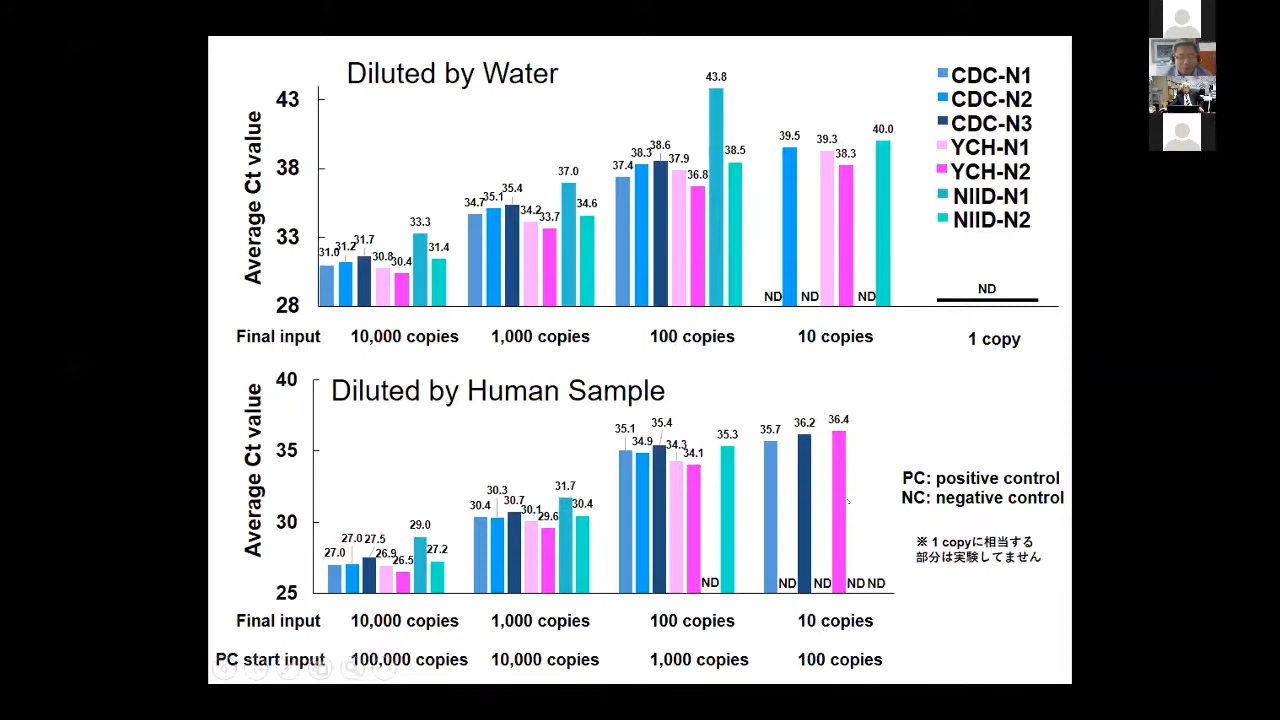 Diluted by Water
Average Ct value
43
38
33
28
31.0 31.2 31.7 30.8 30.4 33.3 31.4
34.7 35.1 35.4 34.2 33.7 37.0 34.6
37.4 38.3 38.6 37.9 36.8 43.8 38.5
ND 39.5 ND 39.3 38.3 ND 40.0
ND
CDC-N1
CDC-N2
CDC-N3
YCH-N1
YCH-N2
NIID-N1
NIID-N2
Final input 10,000 copies 1,000 copies 100 copies 10 copies 1 copy
Diluted by Human Sample
Average Ct value
40
35
30
25
27.0 27.0 27.5 26.9 26.5 29.0 27.2
30.4 30.3 30.7 30.1 29.6 31.7 30.4
35.1 34.9 35.4 34.3 34.1 ND 35.3
35.7 ND 36.2 ND 36.4 ND ND
PC: positive control
NC: negative control
※ 1 copyに相当する
部分は実験してません
Final input 10,000 copies 1,000 copies 100 copies 10 copies
PC start input 100,000 copies 10,000 copies 1,000 copies 100 copies